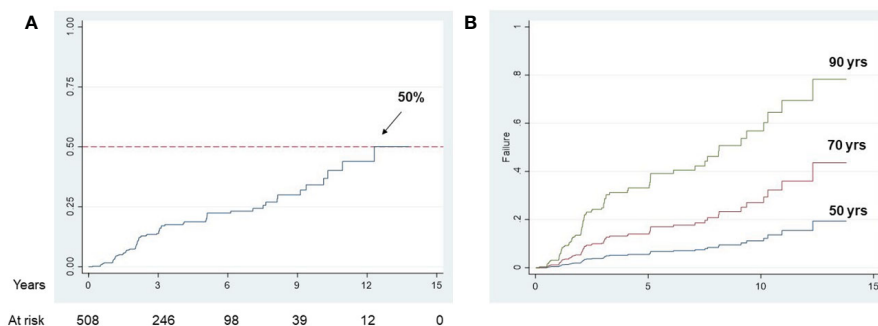 A
1.00
0.75
0.50
0.25
0.00
50%
Years
0 3 6 9 12 15
At risk 508 246 98 39 12 0
B
Failure
1
.8
.6
.4
.2
0
90 yrs
70 yrs
50 yrs
0 5 10 15